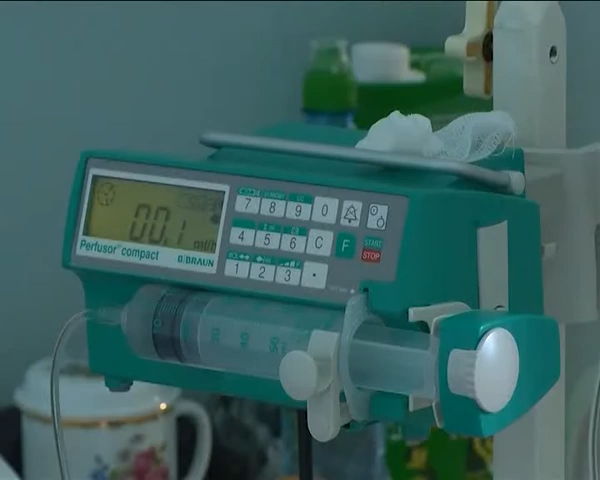 00.1 ml/h
Perfusor® compact
B|BRAUN
7 8 9 0
4 5 6 C F START STOP
1 2 3 .